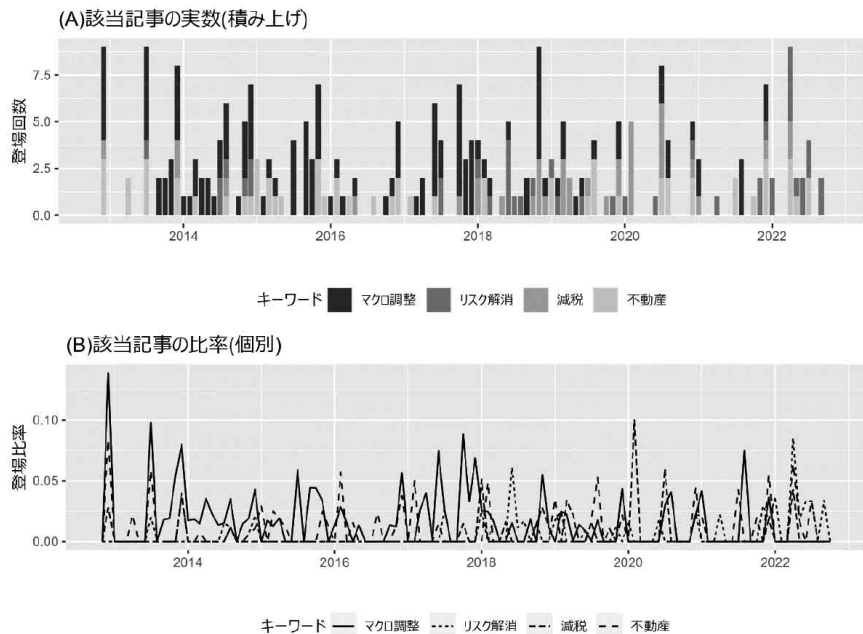 (A)該当記事の実数(積み上げ)
登場回数
7.5
5.0
2.5
0.0
2014 2016 2018 2020 2022
キーワード マクロ調整 リスク解消 減税 不動産
(B)該当記事の比率(個別)
登場比率
0.10
0.05
0.00
2014 2016 2018 2020 2022
キーワード マクロ調整 リスク解消 減税 不動産